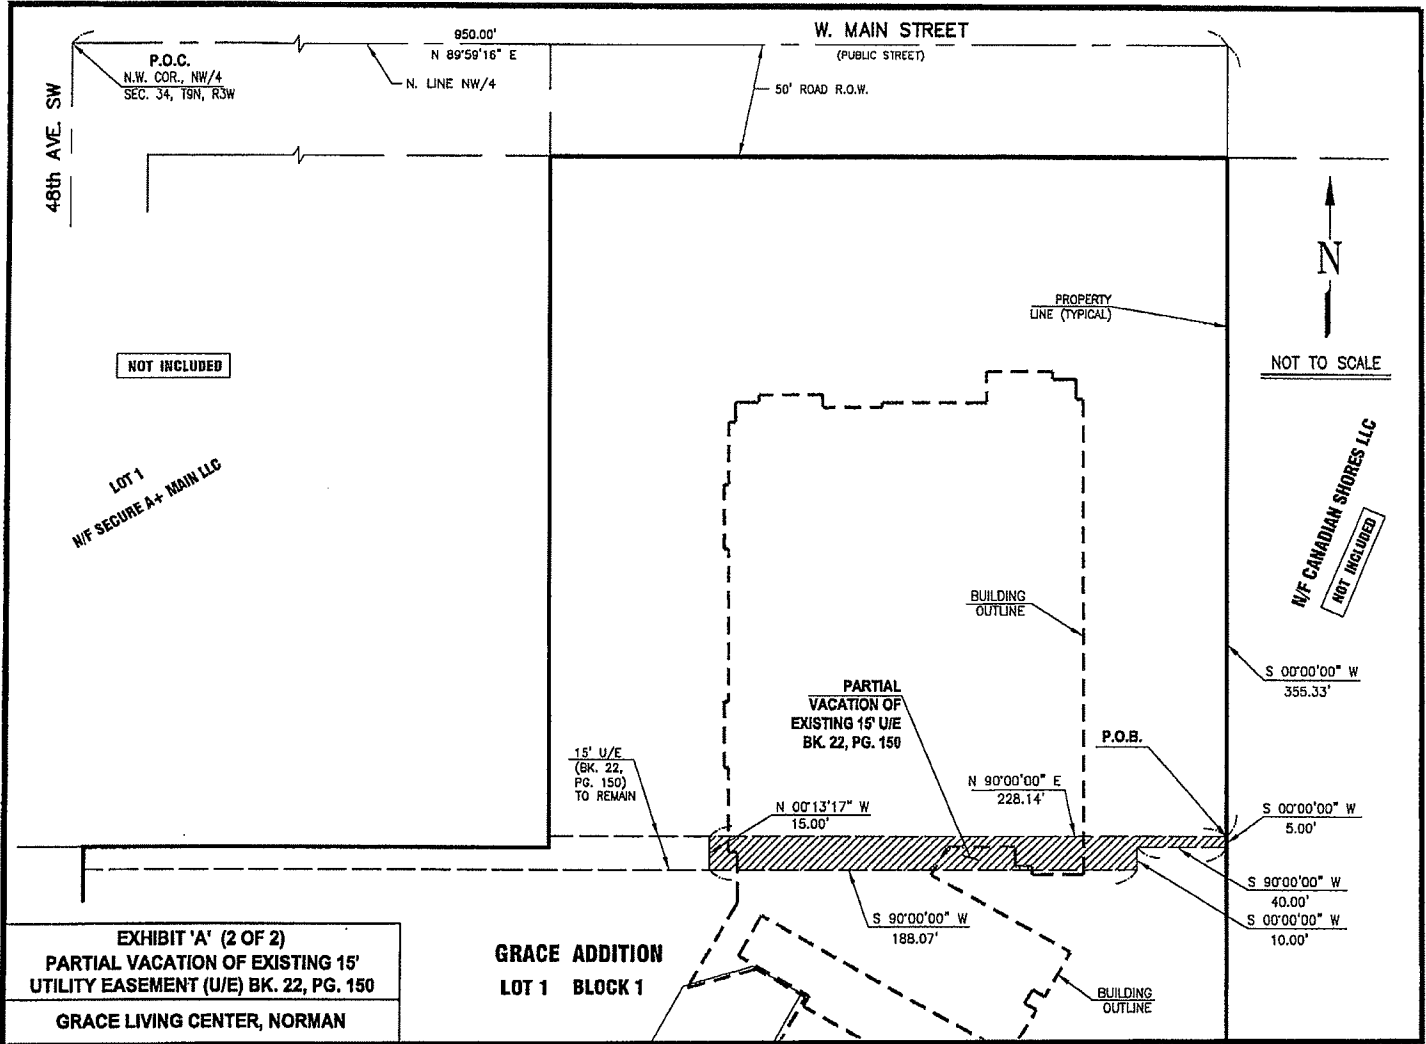 W. MAIN STREET
(PUBLIC STREET)
950.00'
N 89°59'16" E
P.O.C.
N.W. COR., NW/4
SEC. 34, T9N, R3W
N. LINE NW/4
50' ROAD R.O.W.
48th AVE. SW
N
NOT TO SCALE
PROPERTY
LINE (TYPICAL)
NOT INCLUDED
LOT 1
N/F SECURE A+ MAIN LLC
N/F CANADIAN SHORES LLC
NOT INCLUDED
BUILDING
OUTLINE
S 00°00'00" W
355.33'
PARTIAL
VACATION OF
EXISTING 15' U/E
BK. 22, PG. 150
P.O.B.
15' U/E
(BK. 22,
PG. 150)
TO REMAIN
N 90°00'00" E
228.14'
N 00°13'17" W
15.00'
S 00°00'00" W
5.00'
S 90°00'00" W
40.00'
S 00°00'00" W
10.00'
S 90°00'00" W
188.07'
GRACE ADDITION
LOT 1 BLOCK 1
BUILDING
OUTLINE
EXHIBIT 'A' (2 OF 2)
PARTIAL VACATION OF EXISTING 15'
UTILITY EASEMENT (U/E) BK. 22, PG. 150
GRACE LIVING CENTER, NORMAN